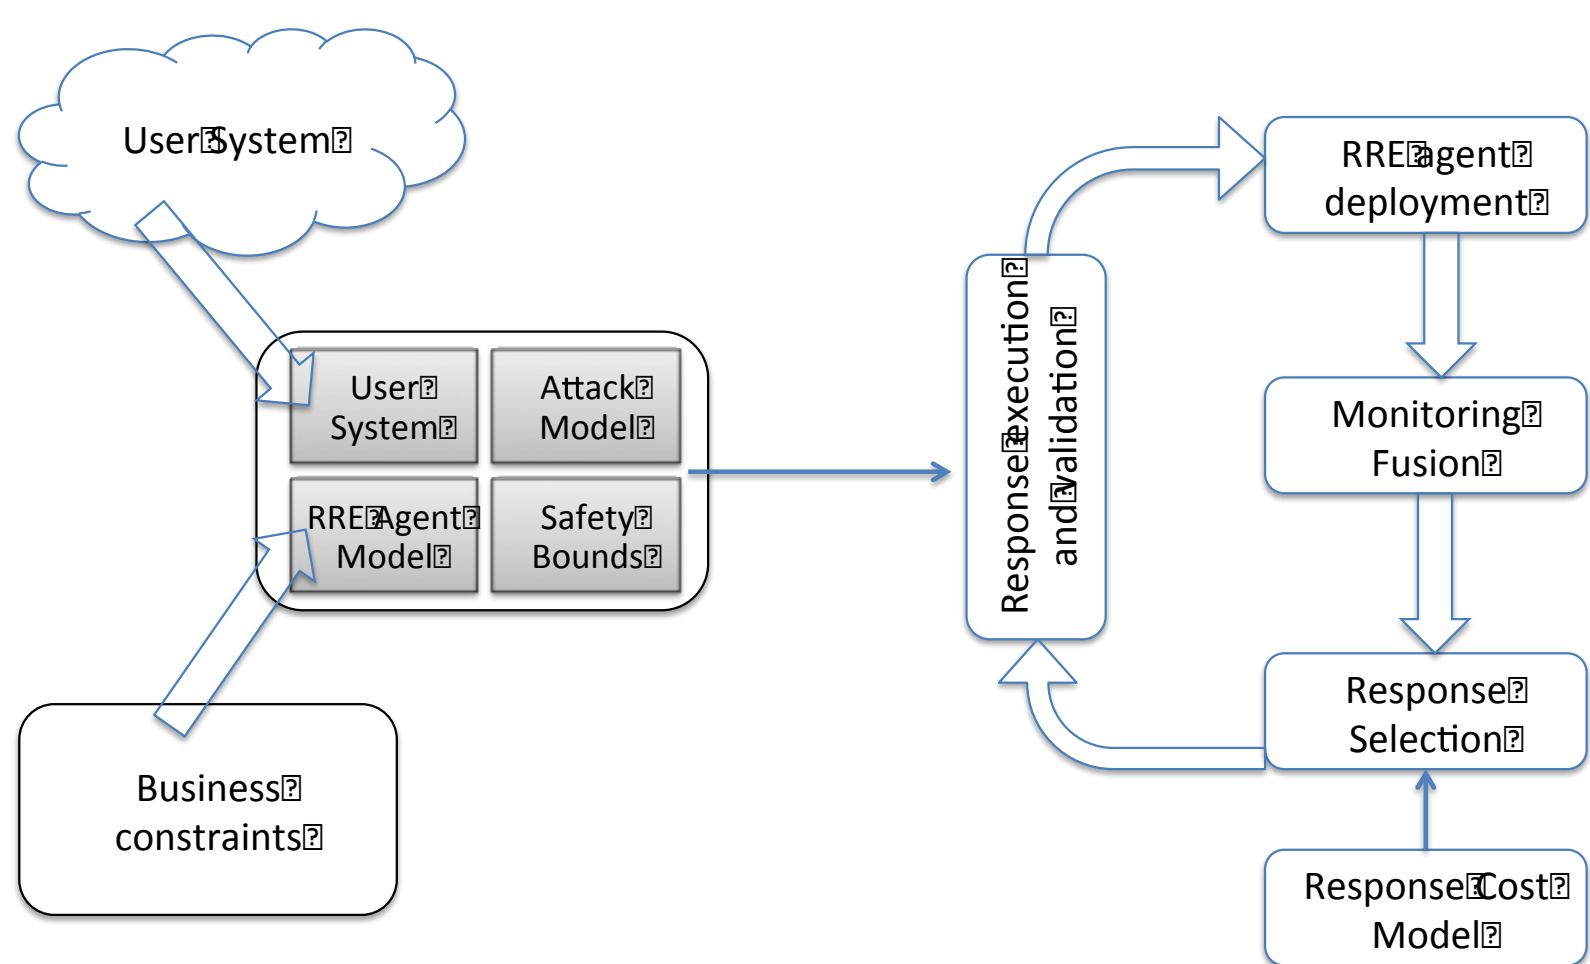 User System
RRE agent
deployment
Response execution
and validation
User
System
Attack
Model
Monitoring
Fusion
RRE Agent
Model
Safety
Bounds
Response
Selection
Business
constraints
Response Cost
Model